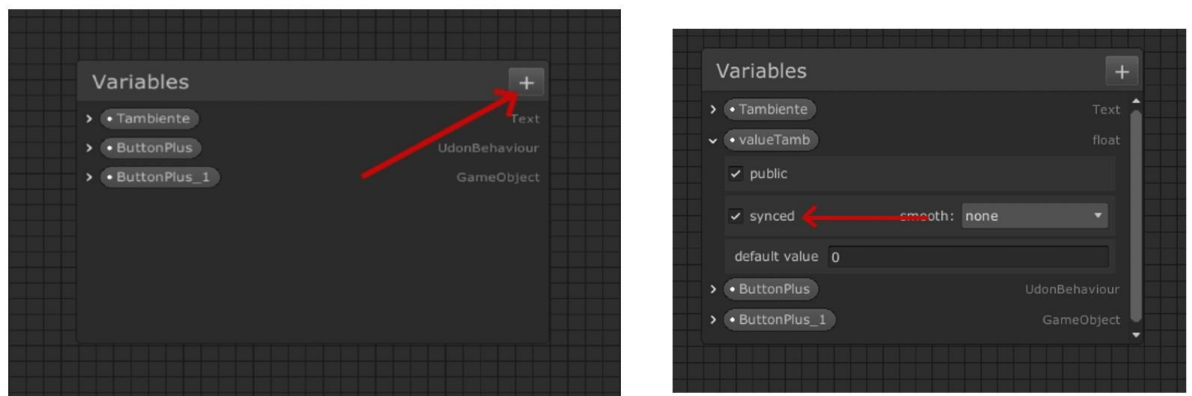 Variables +
Tambiente Text
ButtonPlus UdonBehaviour
ButtonPlus_1 GameObject
Variables +
Tambiente Text
valueTamb float
public
synced smooth: none
default value 0
ButtonPlus UdonBehaviour
ButtonPlus_1 GameObject